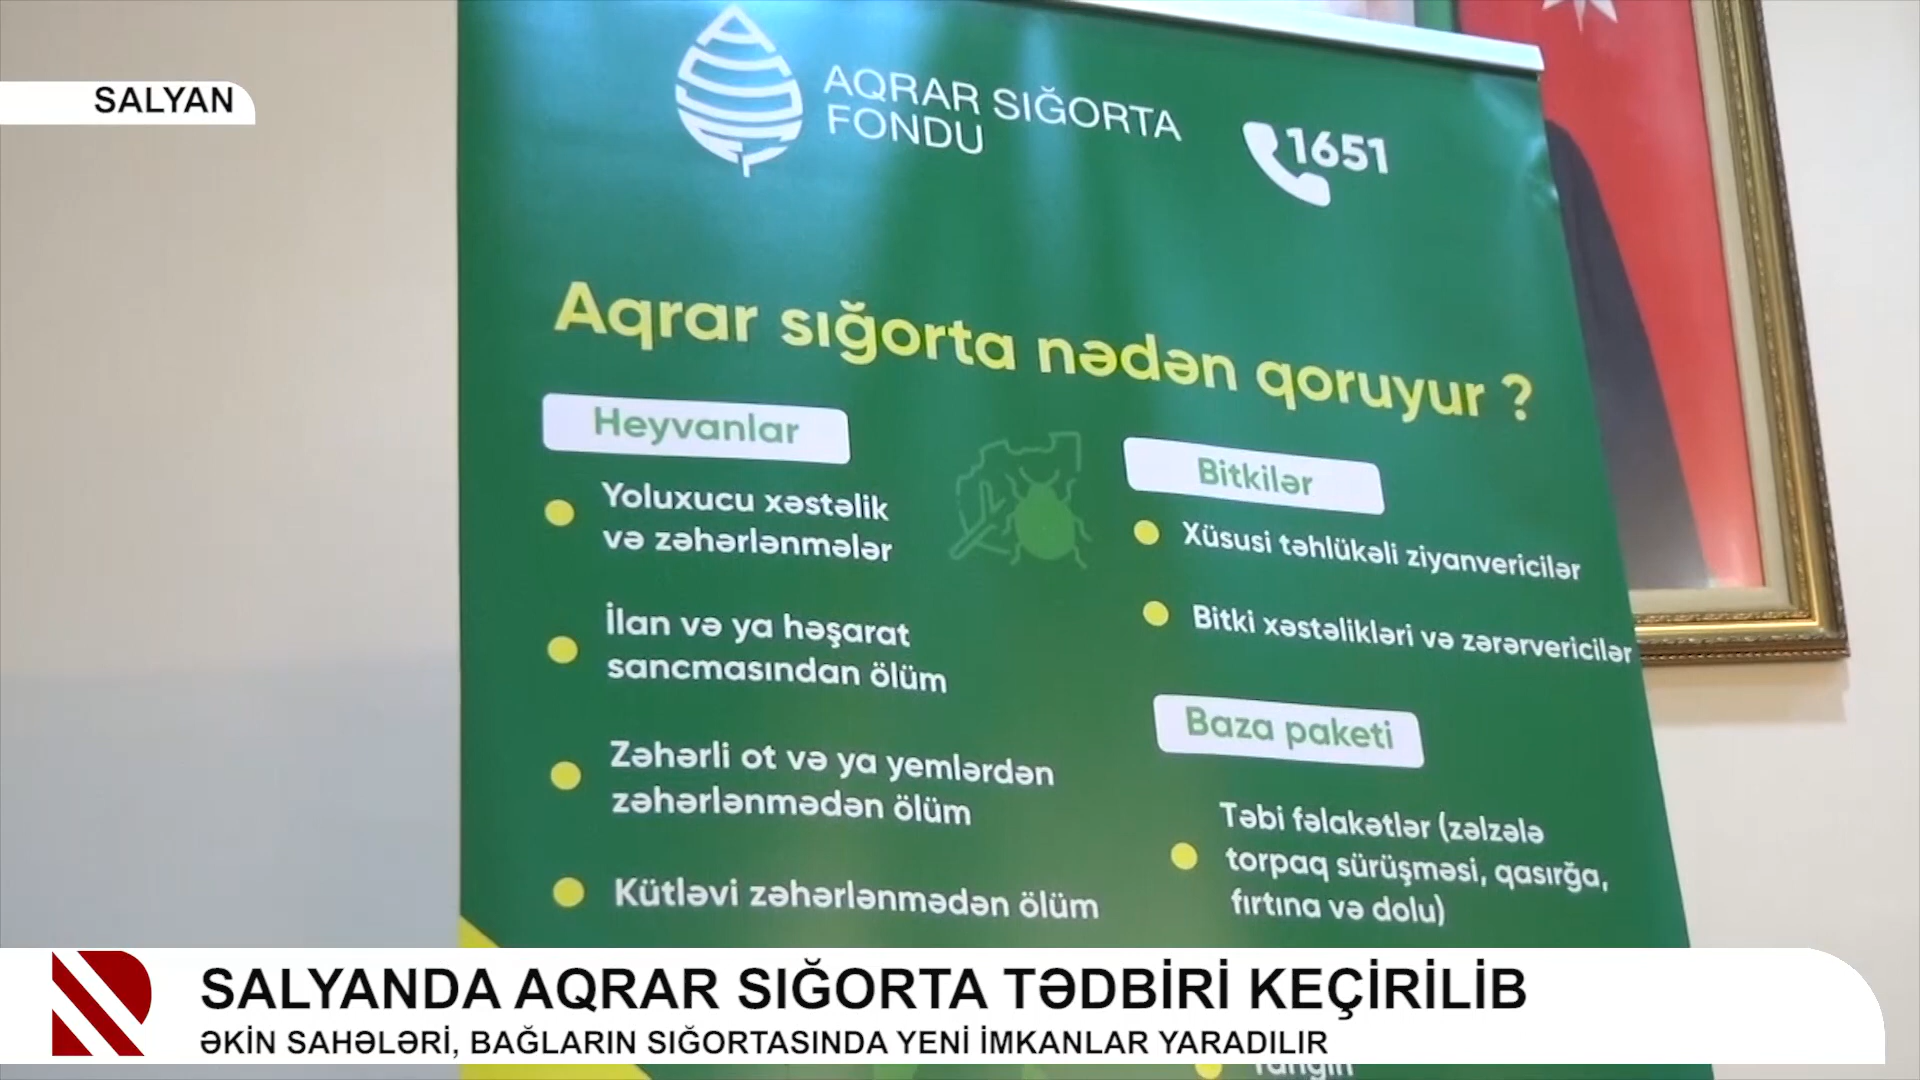 SALYAN
AQRAR SIĞORTA
FONDU
1651
Aqrar sığorta nədən qoruyur ?
Heyvanlar
Yoluxucu xəstəlik
və zəhərlənmələr
İlan və ya həşarat
sancmasından ölüm
Zəhərli ot və ya yemlərdən
zəhərlənmədən ölüm
Kütləvi zəhərlənmədən ölüm
Bitkilər
Xüsusi təhlükəli ziyanvericilər
Bitki xəstəlikləri və zərərvericilər
Baza paketi
Təbi fəlakətlər (zəlzələ
torpaq sürüşməsi, qasırğa,
fırtına və dolu)
SALYANDA AQRAR SIĞORTA TƏDBİRİ KEÇİRİLİB
ƏKİN SAHƏLƏRİ, BAĞLARIN SIĞORTASINDA YENİ İMKANLAR YARADILIR